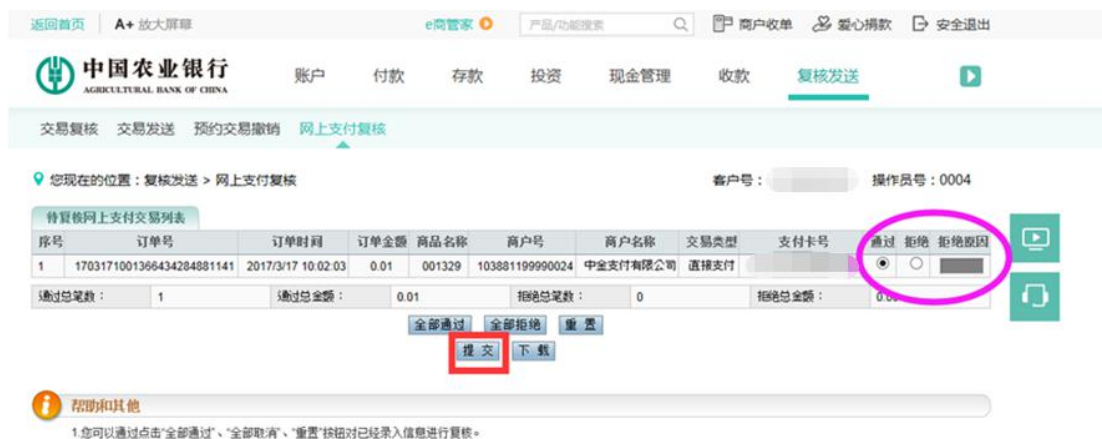 返回首页 A+ 放大屏幕 e商管家 产品/功能搜索 商户收单 爱心捐款 安全退出
中国农业银行 账户 付款 存款 投资 现金管理 收款 复核发送
AGRICULTURAL BANK OF CHINA
交易复核 交易发送 预约交易撤销 网上支付复核
您现在的位置：复核发送 > 网上支付复核 客户号： 操作员号：0004
待复核网上支付交易列表
序号 订单号 订单时间 订单金额 商品名称 商户号 商户名称 交易类型 支付卡号 通过 拒绝 拒绝原因
1 1703171001366434284881141 2017/3/17 10:02:03 0.01 001329 103881199990024 中金支付有限公司 直接支付
通过总笔数： 1 通过总金额： 0.01 拒绝总笔数： 0 拒绝总金额：
全部通过 全部拒绝 重置
提交 下载
帮助和其他
1.您可以通过点击“全部通过”、“全部取消”、“重置”按钮对已经录入信息进行复核。